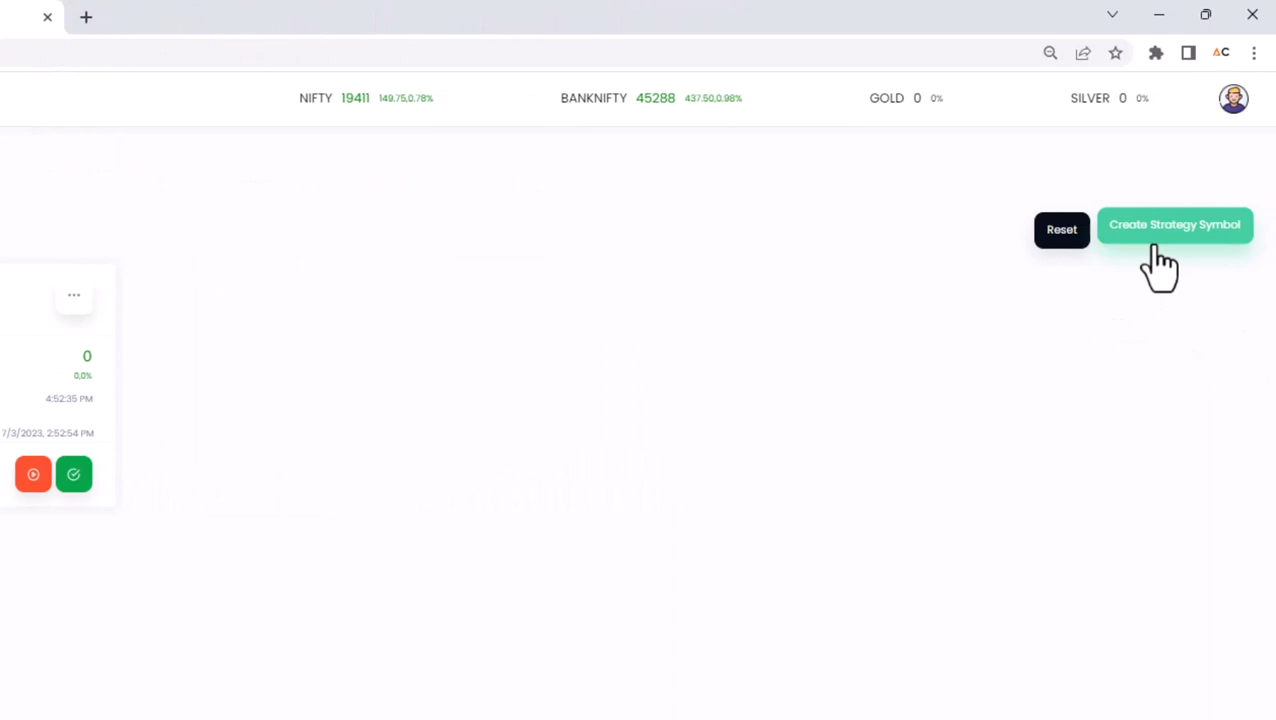 NIFTY 19411 149.75,0.78% BANKNIFTY 45288 437.50,0.98% GOLD 0 0% SILVER 0 0%
Reset Create Strategy Symbol
0
0,0%
4:52:35 PM
7/3/2023, 2:52:54 PM